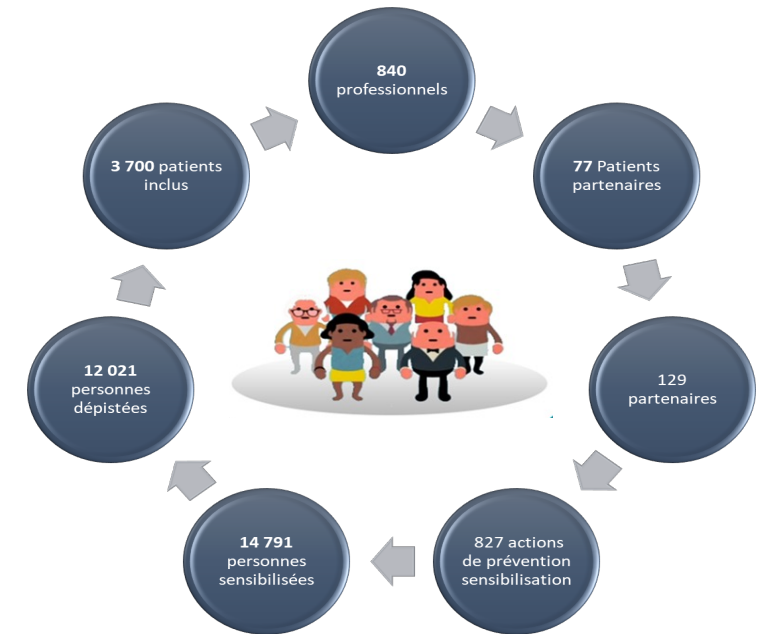 840
professionnels
77 Patients
partenaires
129
partenaires
827 actions
de prévention
sensibilisation
14 791
personnes
sensibilisées
12 021
personnes
dépistées
3 700 patients
inclus